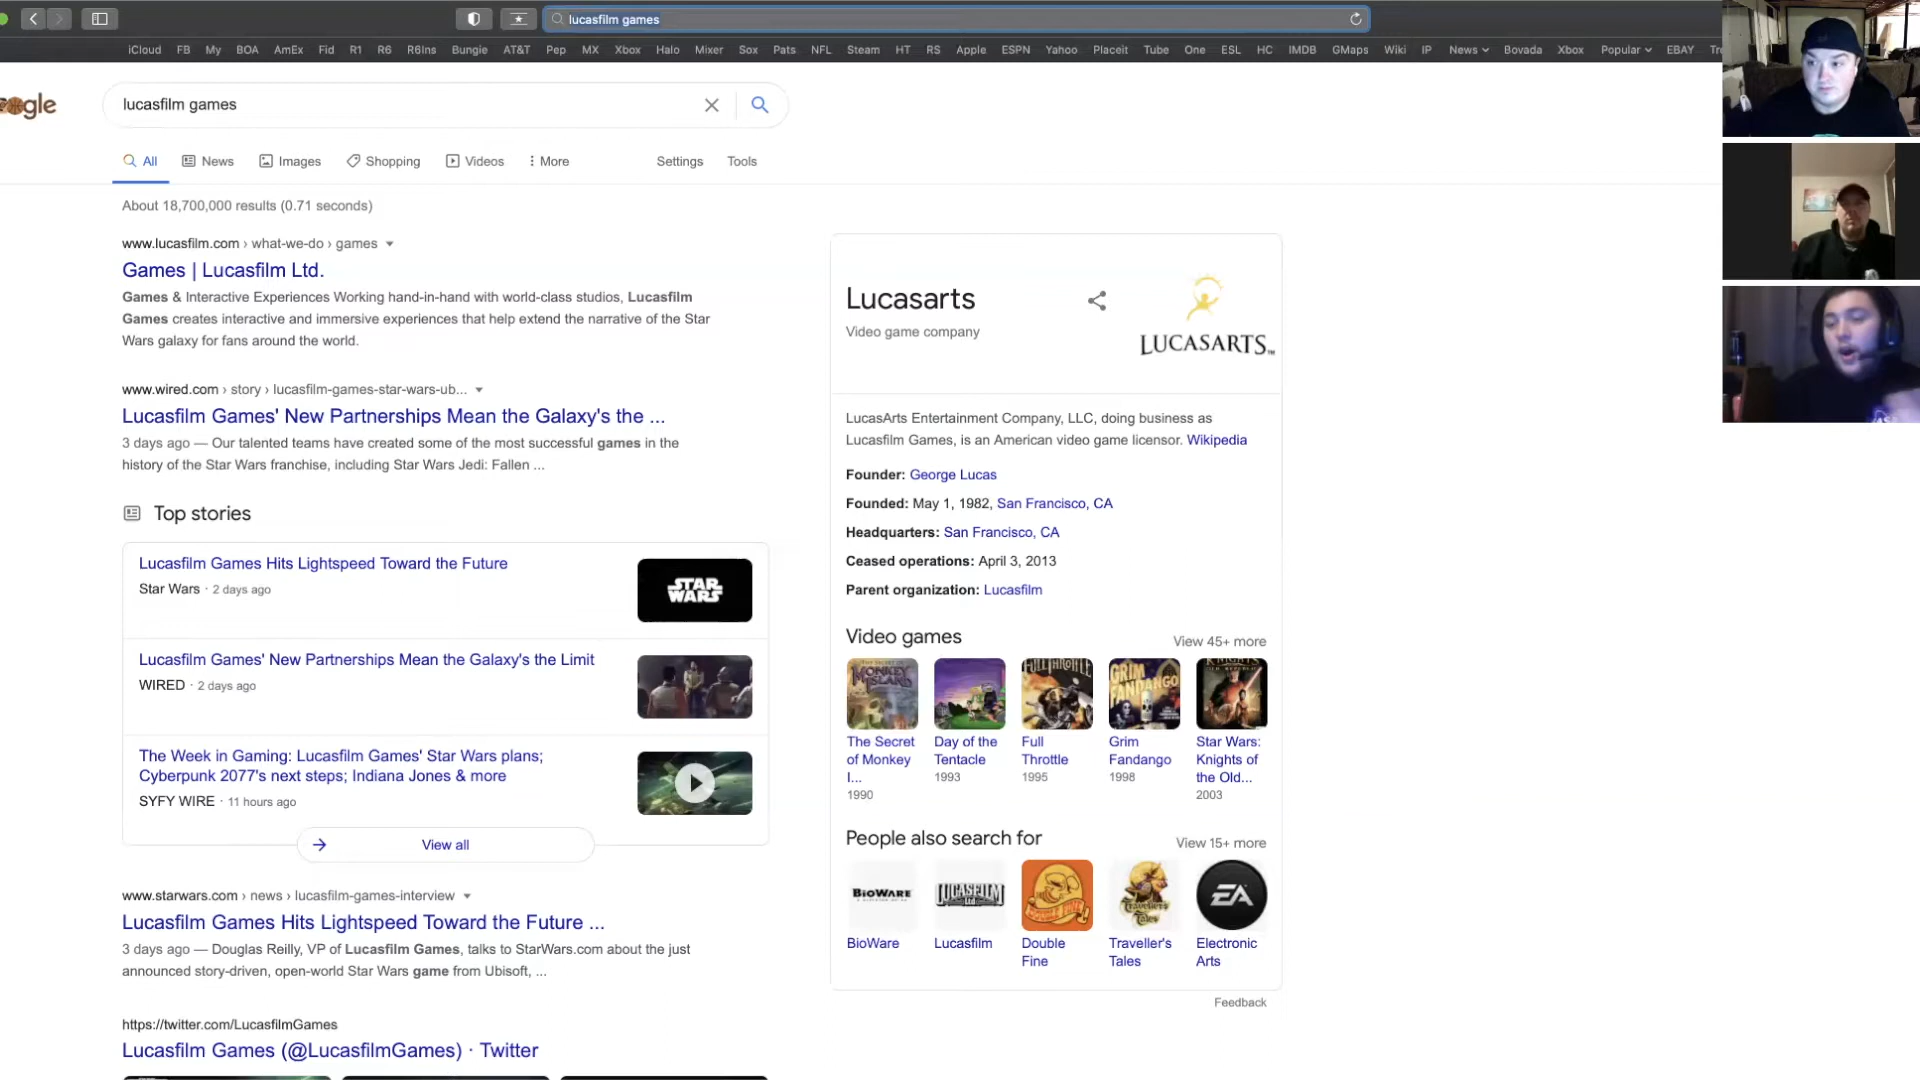 lucasfilm games
iCloud FB My BOA AmEx Fid R1 R6 R6Ins Bungie AT&T Pep MX Xbox Halo Mixer Sox Pats NFL Steam HT RS Apple ESPN Yahoo Placeit Tube One ESL HC IMDB GMaps Wiki IP News Bovada Xbox Popular EBAY
lucasfilm games
All News Images Shopping Videos More Settings Tools
About 18,700,000 results (0.71 seconds)
www.lucasfilm.com › what-we-do › games
Games | Lucasfilm Ltd.
Games & Interactive Experiences Working hand-in-hand with world-class studios, Lucasfilm
Games creates interactive and immersive experiences that help extend the narrative of the Star
Wars galaxy for fans around the world.
www.wired.com › story › lucasfilm-games-star-wars-ub...
Lucasfilm Games' New Partnerships Mean the Galaxy's the ...
3 days ago — Our talented teams have created some of the most successful games in the
history of the Star Wars franchise, including Star Wars Jedi: Fallen ...
Top stories
Lucasfilm Games Hits Lightspeed Toward the Future
Star Wars · 2 days ago
STAR
WARS
Lucasfilm Games' New Partnerships Mean the Galaxy's the Limit
WIRED · 2 days ago
The Week in Gaming: Lucasfilm Games' Star Wars plans;
Cyberpunk 2077's next steps; Indiana Jones & more
SYFY WIRE · 11 hours ago
View all
www.starwars.com › news › lucasfilm-games-interview
Lucasfilm Games Hits Lightspeed Toward the Future ...
3 days ago — Douglas Reilly, VP of Lucasfilm Games, talks to StarWars.com about the just
announced story-driven, open-world Star Wars game from Ubisoft, ...
https://twitter.com/LucasfilmGames
Lucasfilm Games (@LucasfilmGames) · Twitter
Lucasarts
Video game company
LUCASARTS™
LucasArts Entertainment Company, LLC, doing business as
Lucasfilm Games, is an American video game licensor. Wikipedia
Founder: George Lucas
Founded: May 1, 1982, San Francisco, CA
Headquarters: San Francisco, CA
Ceased operations: April 3, 2013
Parent organization: Lucasfilm
Video games
View 45+ more
MONKEY
ISLAND
FULL THROTTLE
GRIM
FANDANGO
KNIGHTS
The Secret
of Monkey
I...
1990
Day of the
Tentacle
1993
Full
Throttle
1995
Grim
Fandango
1998
Star Wars:
Knights of
the Old...
2003
People also search for
View 15+ more
BIOWARE
LUCASFILM
Ltd
DOUBLE FINE
Traveller's
Tales
EA
BioWare
Lucasfilm
Double
Fine
Traveller's
Tales
Electronic
Arts
Feedback